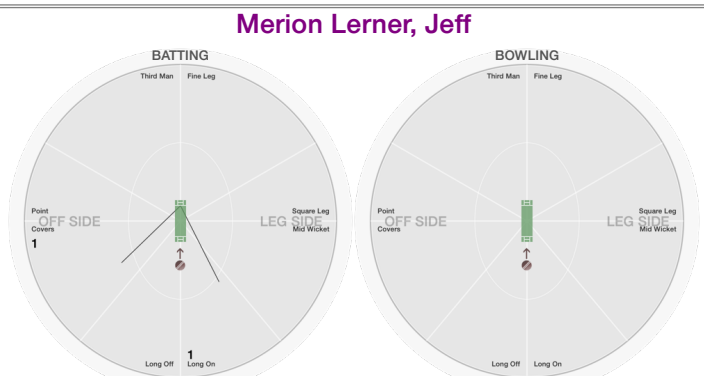 Merion Lerner, Jeff
BATTING
Third Man Fine Leg
Point
OFF SIDE
Covers
1
Square Leg
LEG SIDE
Mid Wicket
1
Long Off Long On
BOWLING
Third Man Fine Leg
Point
OFF SIDE
Covers
Square Leg
LEG SIDE
Mid Wicket
Long Off Long On